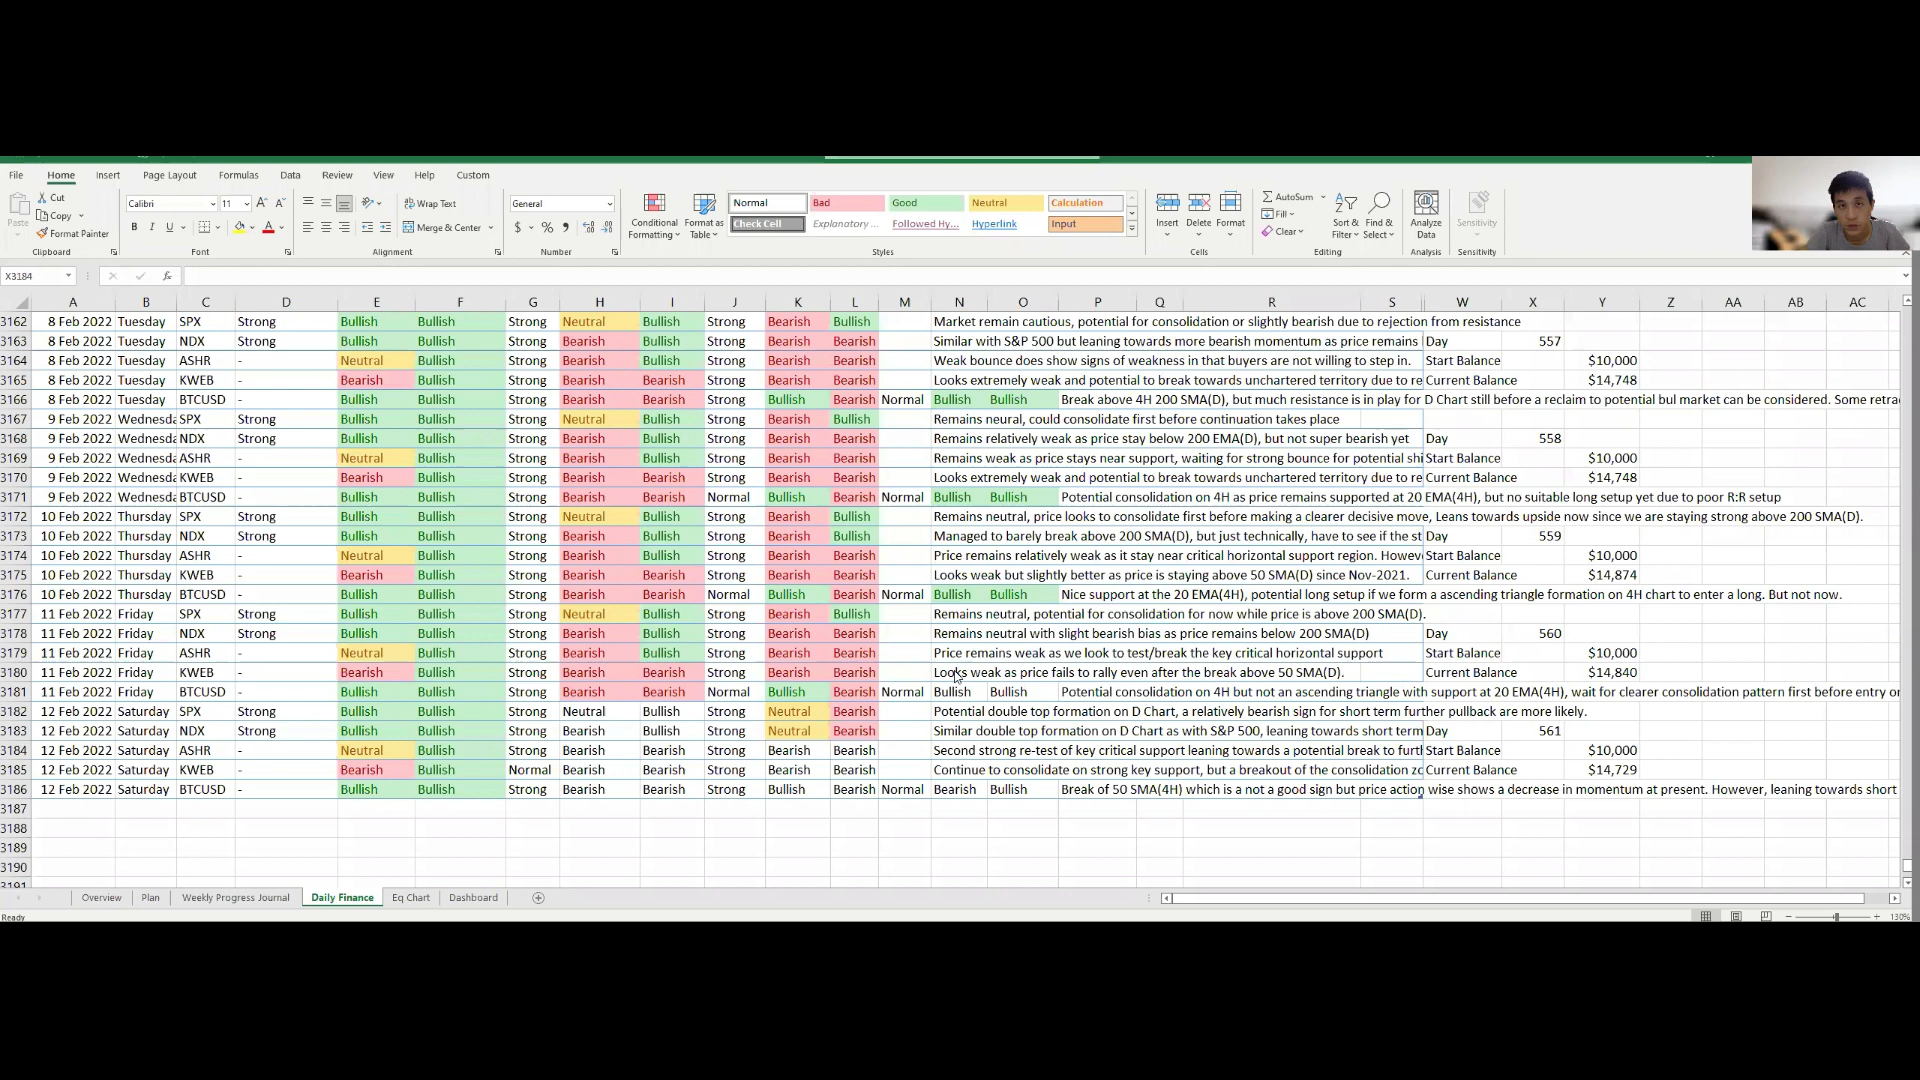 File Home Insert Page Layout Formulas Data Review View Help Custom
Cut
Copy
Format Painter
Paste
Calibri 11
General
Wrap Text
Merge & Center
Conditional Formatting
Format as Table
Normal Bad Good Neutral Calculation
Check Cell Explanatory ... Followed Hy... Hyperlink Input
Insert Delete Format
AutoSum
Fill
Clear
Sort & Filter
Find & Select
Analyze Data
Sensitivity
Clipboard Font Alignment Number Styles Cells Editing Analysis Sensitivity
X3184
A B C D E F G H I J K L M N O P Q R S W X Y Z AA AB AC
3162 8 Feb 2022 Tuesday SPX Strong Bullish Bullish Strong Neutral Bullish Strong Bearish Bullish Market remain cautious, potential for consolidation or slightly bearish due to rejection from resistance
3163 8 Feb 2022 Tuesday NDX Strong Bullish Bullish Strong Bearish Bullish Strong Bearish Bearish Similar with S&P 500 but leaning towards more bearish momentum as price remains Day 557
3164 8 Feb 2022 Tuesday ASHR - Neutral Bullish Strong Bearish Bullish Strong Bearish Bearish Weak bounce does show signs of weakness in that buyers are not willing to step in. Start Balance $10,000
3165 8 Feb 2022 Tuesday KWEB - Bearish Bullish Strong Bearish Bearish Strong Bearish Bearish Looks extremely weak and potential to break towards unchartered territory due to re Current Balance $14,748
3166 8 Feb 2022 Tuesday BTCUSD - Bullish Bullish Strong Bearish Bearish Strong Bullish Bearish Normal Bullish Bullish Break above 4H 200 SMA(D), but much resistance is in play for D Chart still before a reclaim to potential bul market can be considered. Some retra
3167 9 Feb 2022 Wednesda SPX Strong Bullish Bullish Strong Neutral Bullish Strong Bearish Bullish Remains neural, could consolidate first before continuation takes place
3168 9 Feb 2022 Wednesda NDX Strong Bullish Bullish Strong Bearish Bullish Strong Bearish Bearish Remains relatively weak as price stay below 200 EMA(D), but not super bearish yet Day 558
3169 9 Feb 2022 Wednesda ASHR - Neutral Bullish Strong Bearish Bullish Strong Bearish Bearish Remains weak as price stays near support, waiting for strong bounce for potential shi Start Balance $10,000
3170 9 Feb 2022 Wednesda KWEB - Bearish Bullish Strong Bearish Bearish Strong Bearish Bearish Looks extremely weak and potential to break towards unchartered territory due to re Current Balance $14,748
3171 9 Feb 2022 Wednesda BTCUSD - Bullish Bullish Strong Bearish Bearish Normal Bullish Bearish Normal Bullish Bullish Potential consolidation on 4H as price remains supported at 20 EMA(4H), but no suitable long setup yet due to poor R:R setup
3172 10 Feb 2022 Thursday SPX Strong Bullish Bullish Strong Neutral Bullish Strong Bearish Bullish Remains neutral, price looks to consolidate first before making a clearer decisive move, Leans towards upside now since we are staying strong above 200 SMA(D).
3173 10 Feb 2022 Thursday NDX Strong Bullish Bullish Strong Bearish Bullish Strong Bearish Bearish Managed to barely break above 200 SMA(D), but just technically, have to see if the st Day 559
3174 10 Feb 2022 Thursday ASHR - Neutral Bullish Strong Bearish Bullish Strong Bearish Bearish Price remains relatively weak as it stay near critical horizontal support region. Howev Start Balance $10,000
3175 10 Feb 2022 Thursday KWEB - Bearish Bullish Strong Bearish Bearish Strong Bearish Bearish Looks weak but slightly better as price is staying above 50 SMA(D) since Nov-2021. Current Balance $14,874
3176 10 Feb 2022 Thursday BTCUSD - Bullish Bullish Strong Bearish Bearish Normal Bullish Bearish Normal Bullish Bullish Nice support at the 20 EMA(4H), potential long setup if we form a ascending triangle formation on 4H chart to enter a long. But not now.
3177 11 Feb 2022 Friday SPX Strong Bullish Bullish Strong Neutral Bullish Strong Bearish Bullish Remains neutral, potential for consolidation for now while price is above 200 SMA(D).
3178 11 Feb 2022 Friday NDX Strong Bullish Bullish Strong Bearish Bullish Strong Bearish Bearish Remains neutral with slight bearish bias as price remains below 200 SMA(D) Day 560
3179 11 Feb 2022 Friday ASHR - Neutral Bullish Strong Bearish Bullish Strong Bearish Bearish Price remains weak as we look to test/break the key critical horizontal support Start Balance $10,000
3180 11 Feb 2022 Friday KWEB - Bearish Bullish Strong Bearish Bearish Strong Bearish Bearish Looks weak as price fails to rally even after the break above 50 SMA(D). Current Balance $14,840
3181 11 Feb 2022 Friday BTCUSD - Bullish Bullish Strong Bearish Bearish Normal Bullish Bearish Normal Bullish Bullish Potential consolidation on 4H but not an ascending triangle with support at 20 EMA(4H), wait for clearer consolidation pattern first before entry or
3182 12 Feb 2022 Saturday SPX Strong Bullish Bullish Strong Neutral Bullish Strong Neutral Bearish Potential double top formation on D Chart, a relatively bearish sign for short term further pullback are more likely.
3183 12 Feb 2022 Saturday NDX Strong Bullish Bullish Strong Bearish Bullish Strong Neutral Bearish Similar double top formation on D Chart as with S&P 500, leaning towards short term Day 561
3184 12 Feb 2022 Saturday ASHR - Neutral Bullish Strong Bearish Bullish Strong Bearish Bearish Second strong re-test of key critical support leaning towards a potential break to furt Start Balance $10,000
3185 12 Feb 2022 Saturday KWEB - Bearish Bullish Normal Bearish Bearish Strong Bearish Bearish Continue to consolidate on strong key support, but a breakout of the consolidation zc Current Balance $14,729
3186 12 Feb 2022 Saturday BTCUSD - Bullish Bullish Strong Bearish Bearish Strong Bullish Bearish Normal Bearish Bullish Break of 50 SMA(4H) which is a not a good sign but price action wise shows a decrease in momentum at present. However, leaning towards short
3187
3188
3189
3190
3191
Overview Plan Weekly Progress Journal Daily Finance Eq Chart Dashboard
Ready
130%